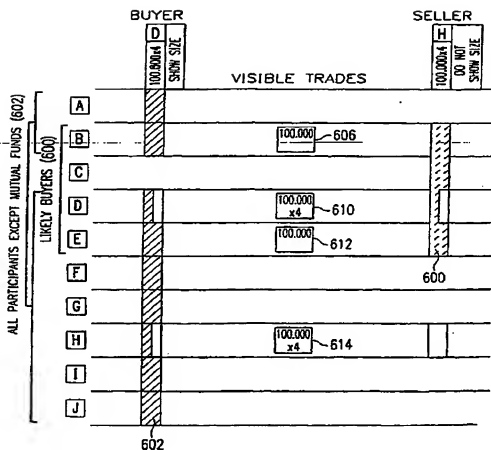 BUYER
SELLER
D
100.800x4
SHOW SIZE
VISIBLE TRADES
H
100.000x4
DO NOT
SHOW SIZE
ALL PARTICIPANTS EXCEPT MUTUAL FUNDS (602)
LIKELY BUYERS (600)
A
B
100.000
606
C
D
100.000
x4
610
E
100.000
612
F
600
G
H
100.000
x4
614
I
J
602